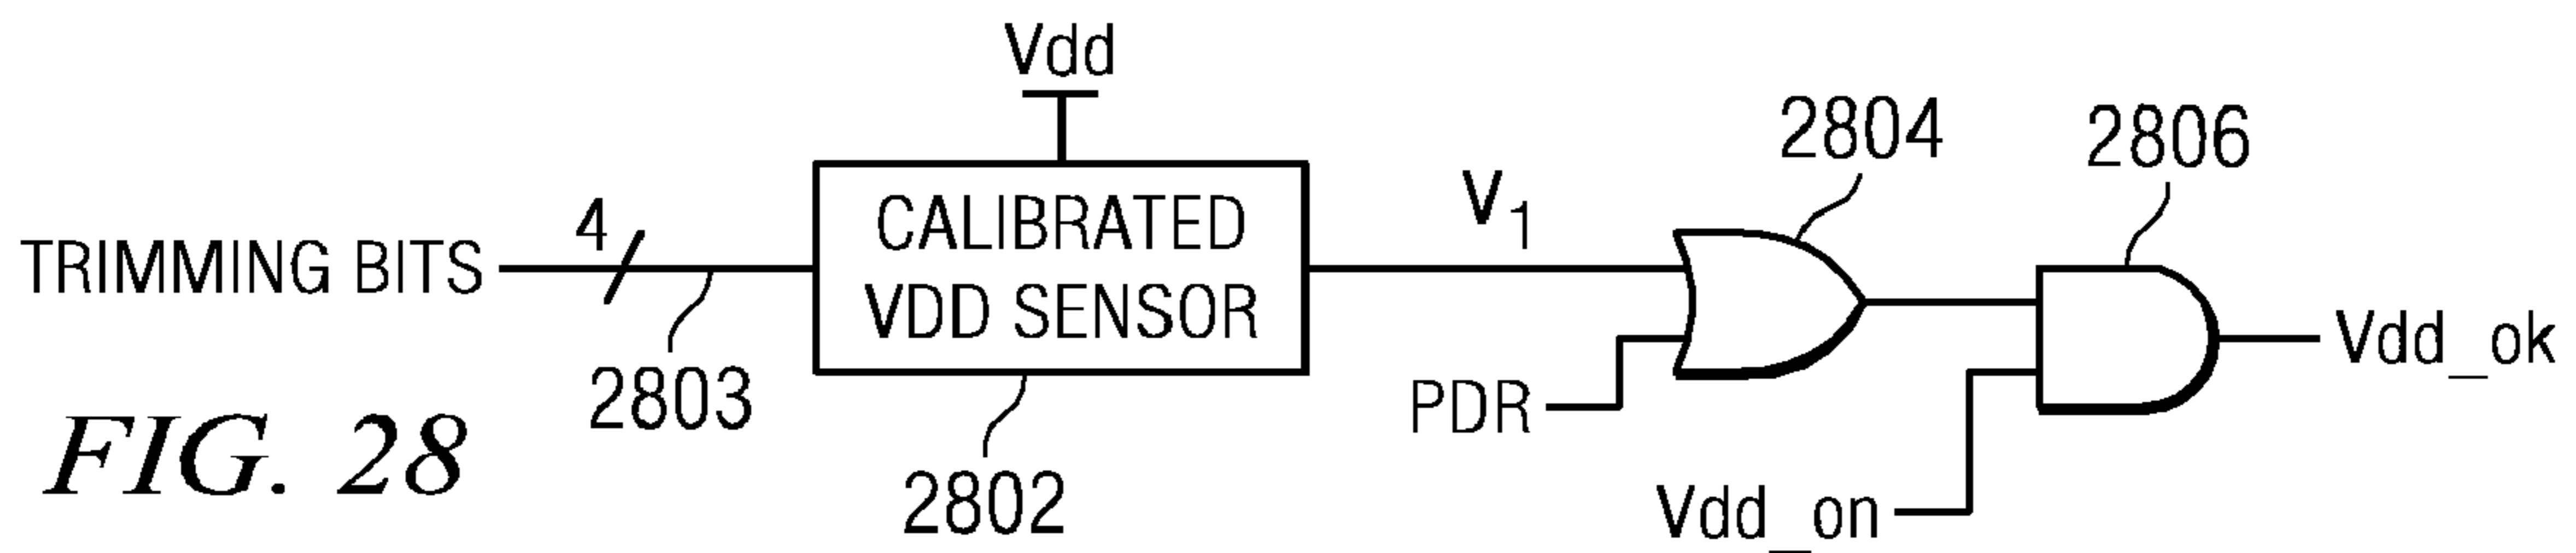 Vdd
2804
2806
4
CALIBRATED
V1
TRIMMING BITS
VDD SENSOR
Vdd_ok
2803
PDR
FIG. 28
2802
Vdd_on